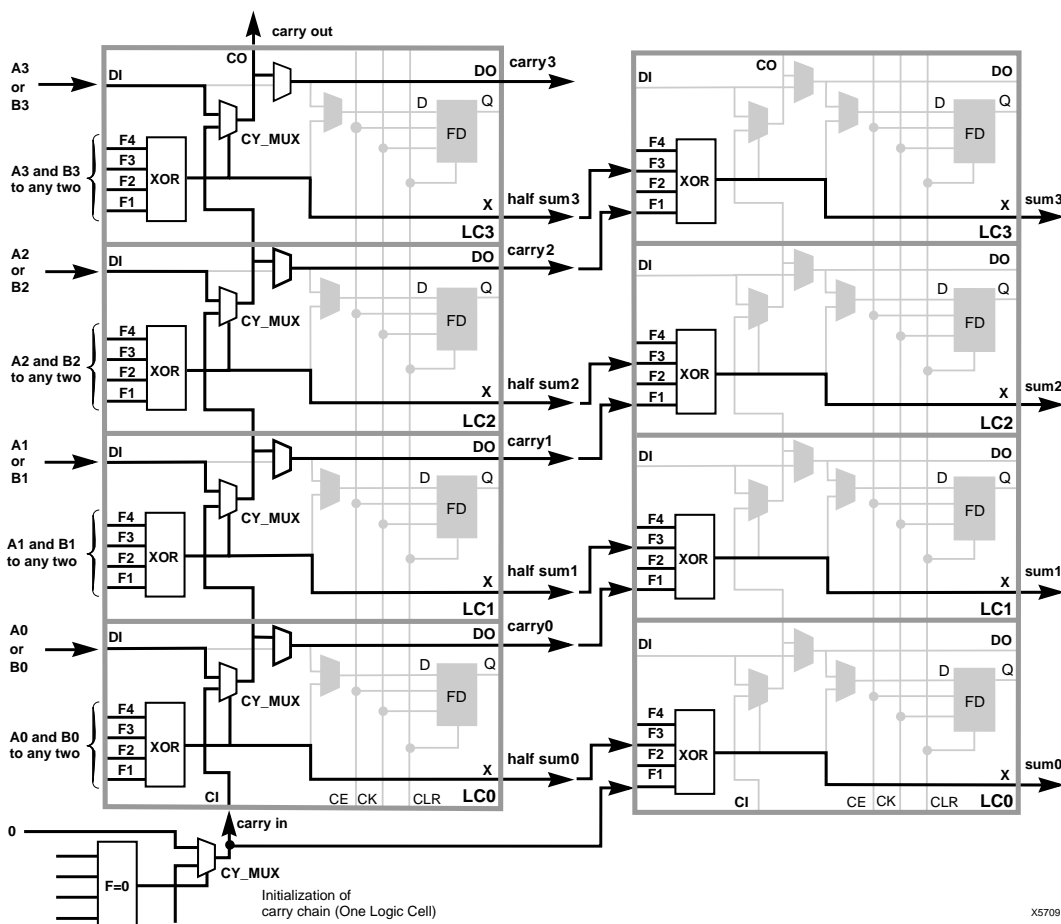 carry out
A3
or
B3
DI
CO
DO
carry3
CY_MUX
D
Q
FD
A3 and B3
to any two
F4
F3
F2
F1
XOR
X
half sum3
LC3
A2
or
B2
DI
DO
carry2
CY_MUX
D
Q
FD
A2 and B2
to any two
F4
F3
F2
F1
XOR
X
half sum2
LC2
A1
or
B1
DI
DO
carry1
CY_MUX
D
Q
FD
A1 and B1
to any two
F4
F3
F2
F1
XOR
X
half sum1
LC1
A0
or
B0
DI
DO
carry0
CY_MUX
D
Q
FD
A0 and B0
to any two
F4
F3
F2
F1
XOR
X
half sum0
CI
CE
CK
CLR
LC0
carry in
0
F=0
CY_MUX
Initialization of
carry chain (One Logic Cell)
DI
CO
DO
D
Q
FD
F4
F3
F2
F1
XOR
X
sum3
LC3
DI
DO
D
Q
FD
F4
F3
F2
F1
XOR
X
sum2
LC2
DI
DO
D
Q
FD
F4
F3
F2
F1
XOR
X
sum1
LC1
DI
DO
D
Q
FD
F4
F3
F2
F1
XOR
X
sum0
CI
CE
CK
CLR
LC0
X5709